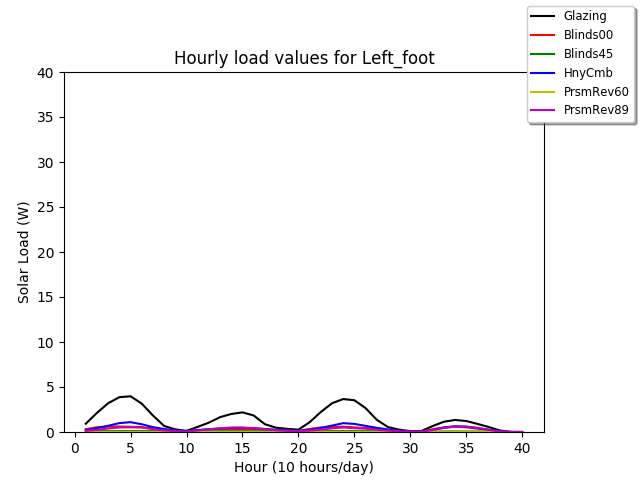 Glazing
Blinds00
Blinds45
HnyCmb
PrsmRev60
PrsmRev89
Hourly load values for Left_foot
40
35
30
25
20
15
10
5
0
Solar Load (W)
0 5 10 15 20 25 30 35 40
Hour (10 hours/day)